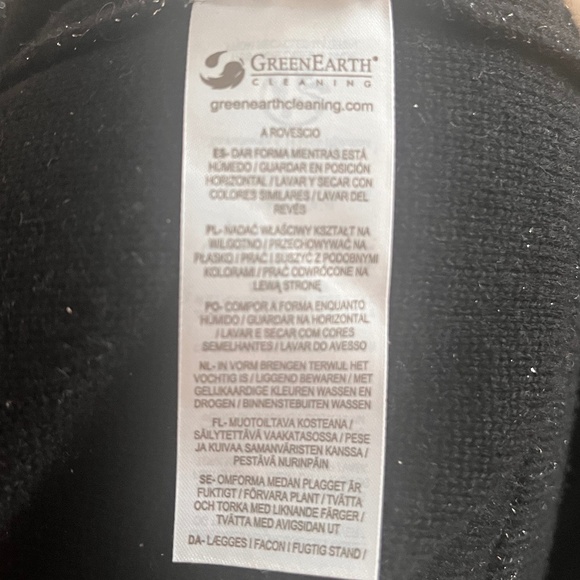 GREENEARTH®
CLEANING
greenearthcleaning.com
A ROVESCIO
ES- DAR FORMA MIENTRAS ESTÁ
HÚMEDO / GUARDAR EN POSICIÓN
HORIZONTAL / LAVAR Y SECAR CON
COLORES SIMILARES / LAVAR DEL
REVÉS
PL- NADAĆ WŁAŚCIWY KSZTAŁT NA
WILGOTNO / PRZECHOWYWAĆ NA
PŁASKO / PRAĆ I SUSZYĆ Z PODOBNYMI
KOLORAMI / PRAĆ ODWRÓCONE NA
LEWĄ STRONĘ
PO- COMFOR A FORMA ENQUANTO
HÚMIDO / GUARDAR NA HORIZONTAL
/ LAVAR E SECAR COM CORES
SEMELHANTES / LAVAR DO AVESSO
NL- IN VORM BRENGEN TERWIJL HET
VOCHTIG IS / LIGGEND BEWAREN / MET
GELIJKAARDIGE KLEUREN WASSEN EN
DROGEN / BINNENSTEBUITEN WASSEN
FL- MUOTOILTAVA KOSTEANA /
SÄILYTETTÄVÄ VAAKATASOSSA / PESE
JA KUIVAA SAMANVÄRISTEN KANSSA /
PESTÄVÄ NURINPÄIN
SE- OMFORMA MEDAN PLAGGET ÄR
FUKTIGT / FÖRVARA PLANT / TVÄTTA
OCH TORKA MED LIKNANDE FÄRGER /
TVÄTTA MED AVIGSIDAN UT
DA- LÆGGES I FACON I FUGTIG STAND /